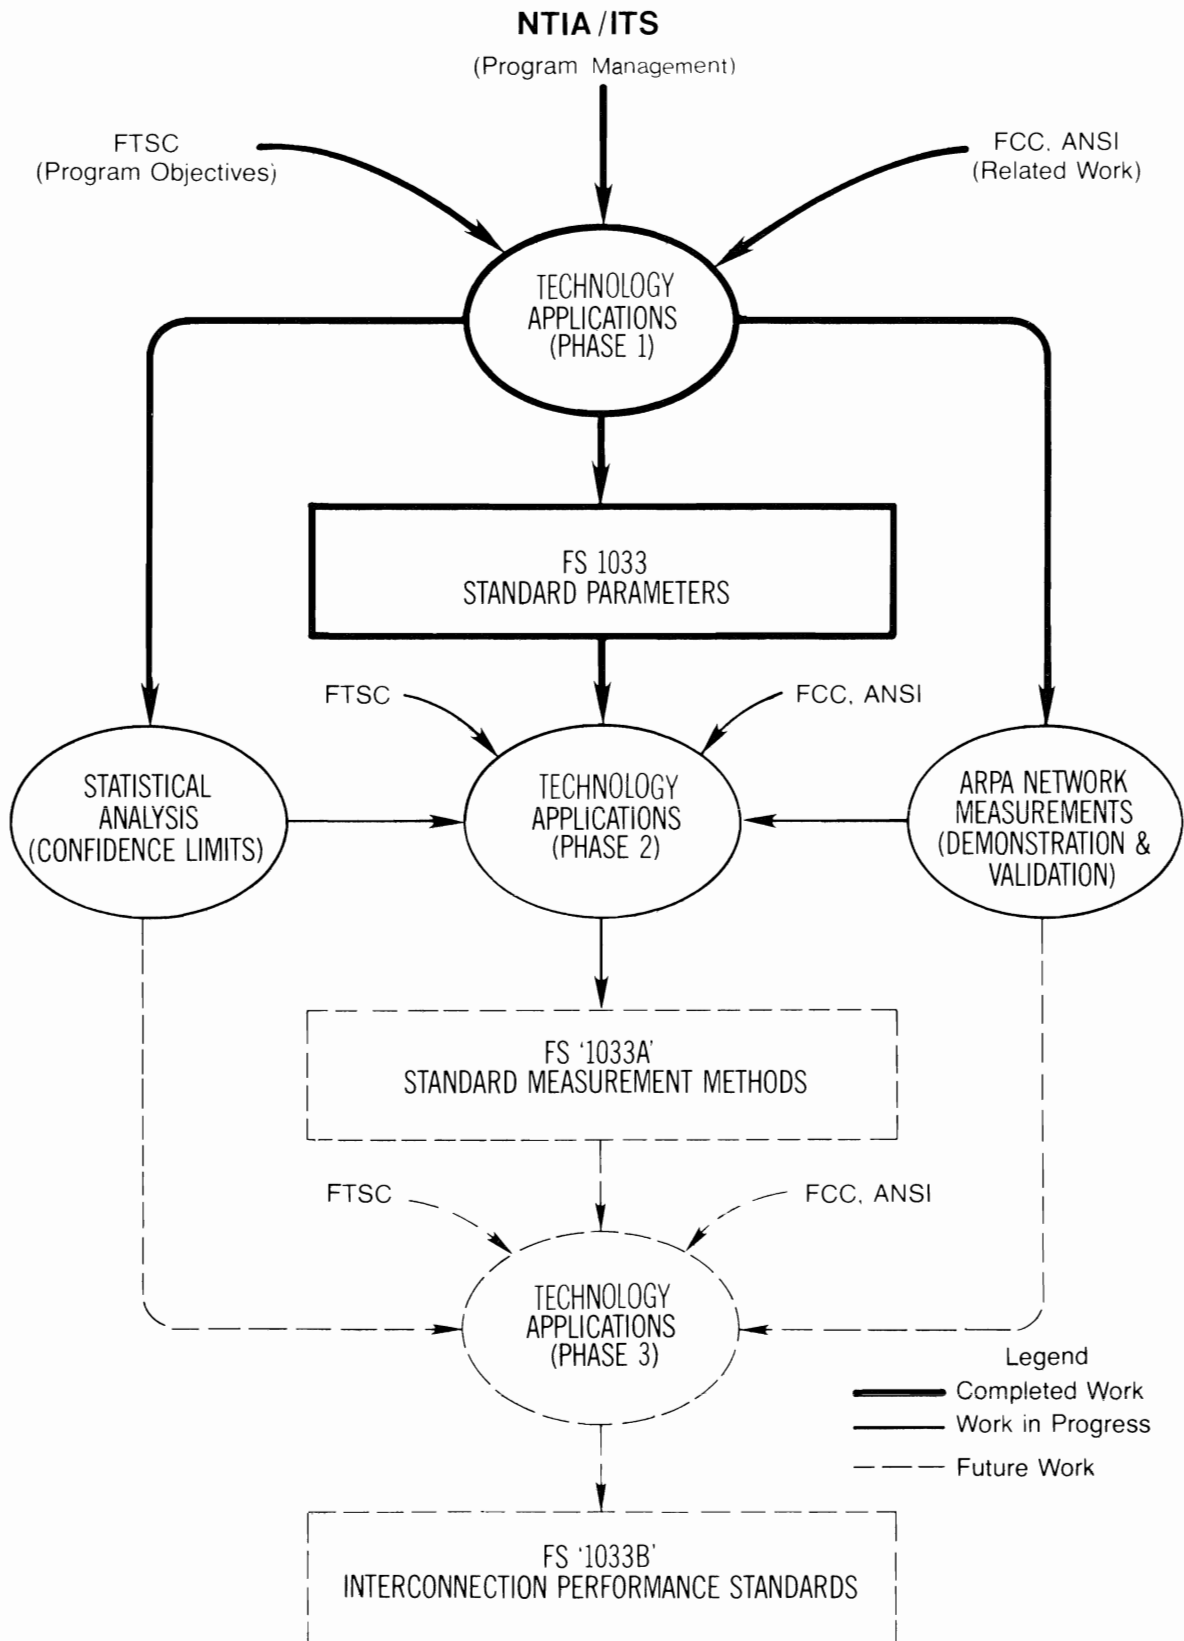 NTIA/ITS
(Program Management)
FTSC
(Program Objectives)
FCC, ANSI
(Related Work)
TECHNOLOGY
APPLICATIONS
(PHASE 1)
FS 1033
STANDARD PARAMETERS
FTSC
FCC, ANSI
STATISTICAL
ANALYSIS
(CONFIDENCE LIMITS)
TECHNOLOGY
APPLICATIONS
(PHASE 2)
ARPA NETWORK
MEASUREMENTS
(DEMONSTRATION &
VALIDATION)
FS '1033A'
STANDARD MEASUREMENT METHODS
FTSC
FCC, ANSI
TECHNOLOGY
APPLICATIONS
(PHASE 3)
Legend
Completed Work
Work in Progress
Future Work
FS '1033B'
INTERCONNECTION PERFORMANCE STANDARDS